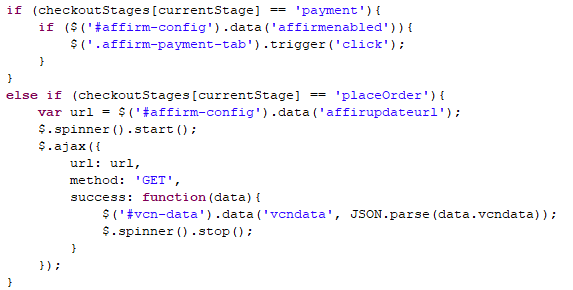 if (checkoutStages[currentStage] == 'payment'){
    if ($('#affirm-config').data('affirmenabled')){
        $('.affirm-payment-tab').trigger('click');
    }
}
else if (checkoutStages[currentStage] == 'placeOrder'){
    var url = $('#affirm-config').data('affirupdateurl');
    $.spinner().start();
    $.ajax({
        url: url,
        method: 'GET',
        success: function(data){
            $('#vcn-data').data('vcndata', JSON.parse(data.vcndata));
            $.spinner().stop();
        }
    });
}